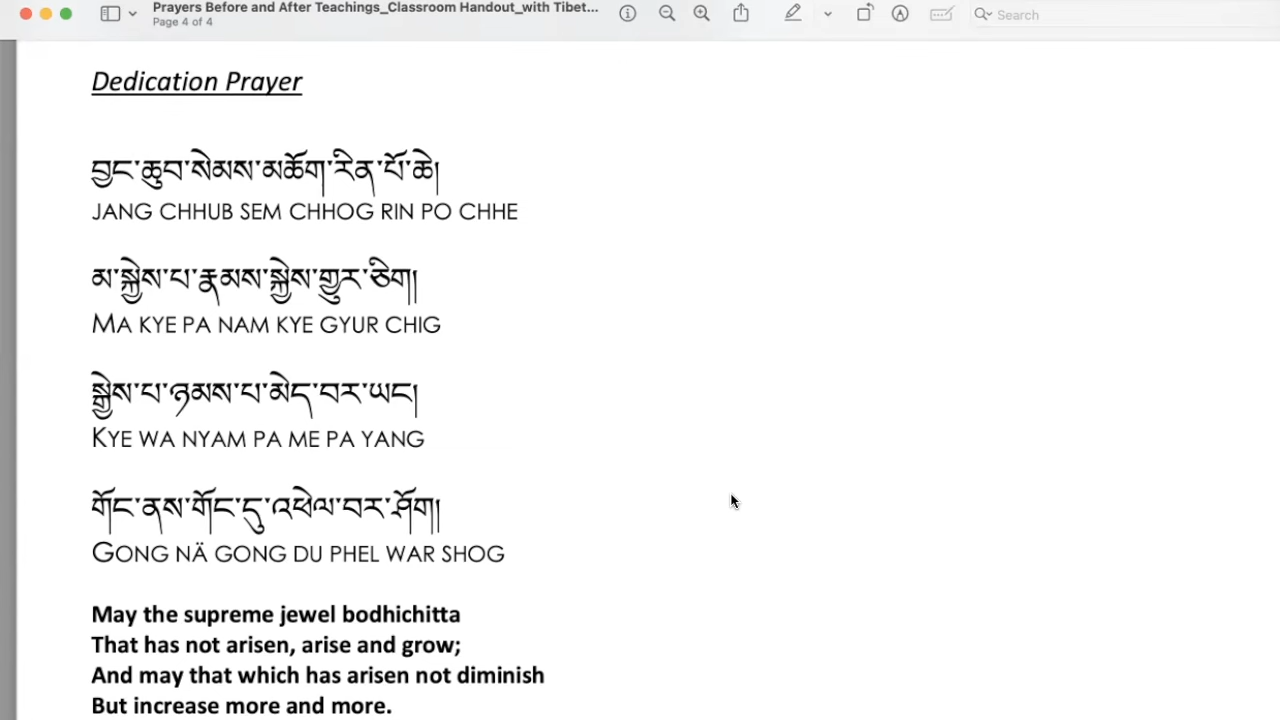 Prayers Before and After Teachings_Classroom Handout_with Tibet...
Page 4 of 4
Search
Dedication Prayer
བྱང་ཆུབ་སེམས་མཆོག་རིན་པོ་ཆེ།
JANG CHHUB SEM CHHOG RIN PO CHHE
མ་སྐྱེས་པ་རྣམས་སྐྱེས་གྱུར་ཅིག།
MA KYE PA NAM KYE GYUR CHIG
སྐྱེས་པ་ཉམས་པ་མེད་བར་ཡང།
KYE WA NYAM PA ME PA YANG
གོང་ནས་གོང་དུ་འཕེལ་བར་ཤོག།
GONG NÄ GONG DU PHEL WAR SHOG
May the supreme jewel bodhichitta
That has not arisen, arise and grow;
And may that which has arisen not diminish
But increase more and more.